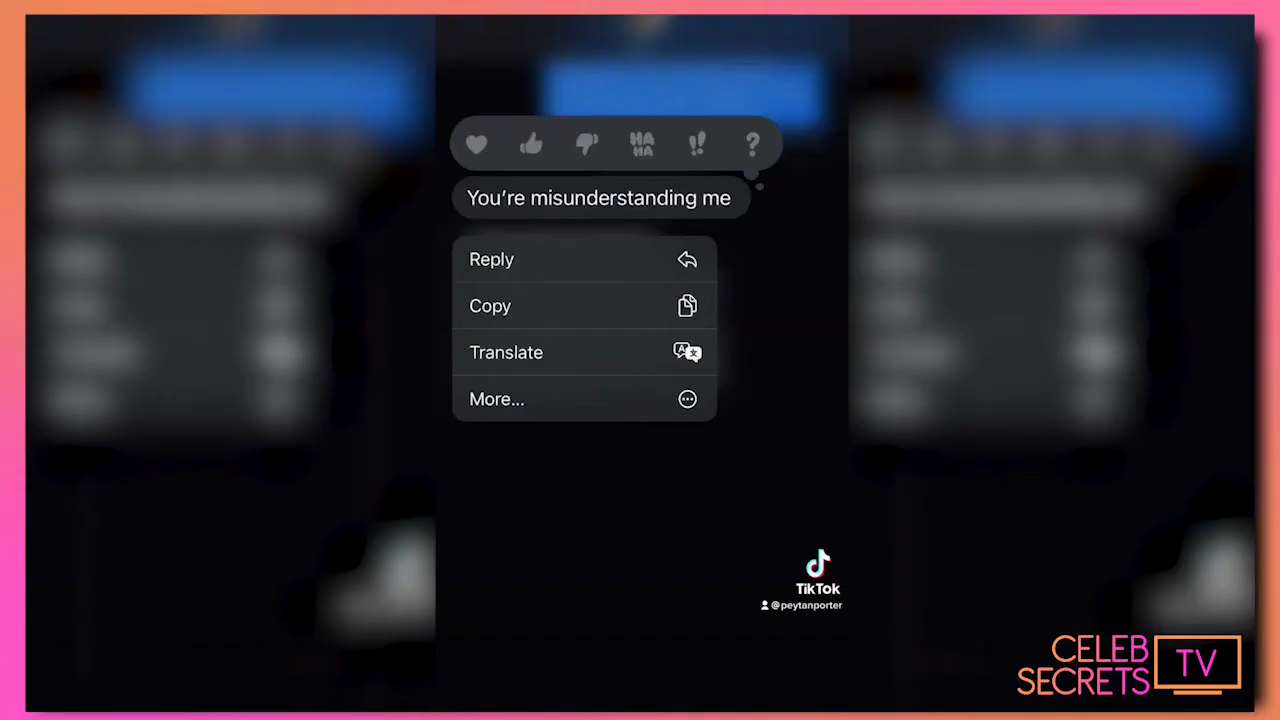 HA
HA
!!
?
You’re misunderstanding me
Reply
Copy
Translate
More...
TikTok
@peytanporter
CELEB
SECRETS
TV